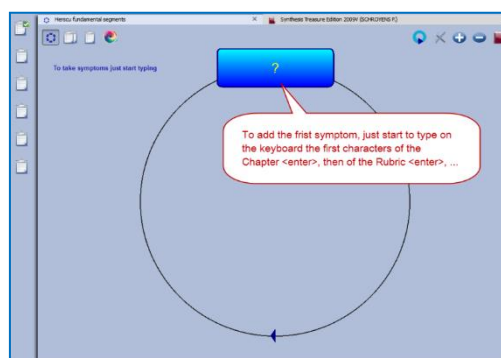 Herscu fundamental segments
Synthesis Treasure Edition 2009V (SCHROYENS F.)
To take symptoms just start typing
?
To add the frist symptom, just start to type on
the keyboard the first characters of the
Chapter <enter>, then of the Rubric <enter>, ...